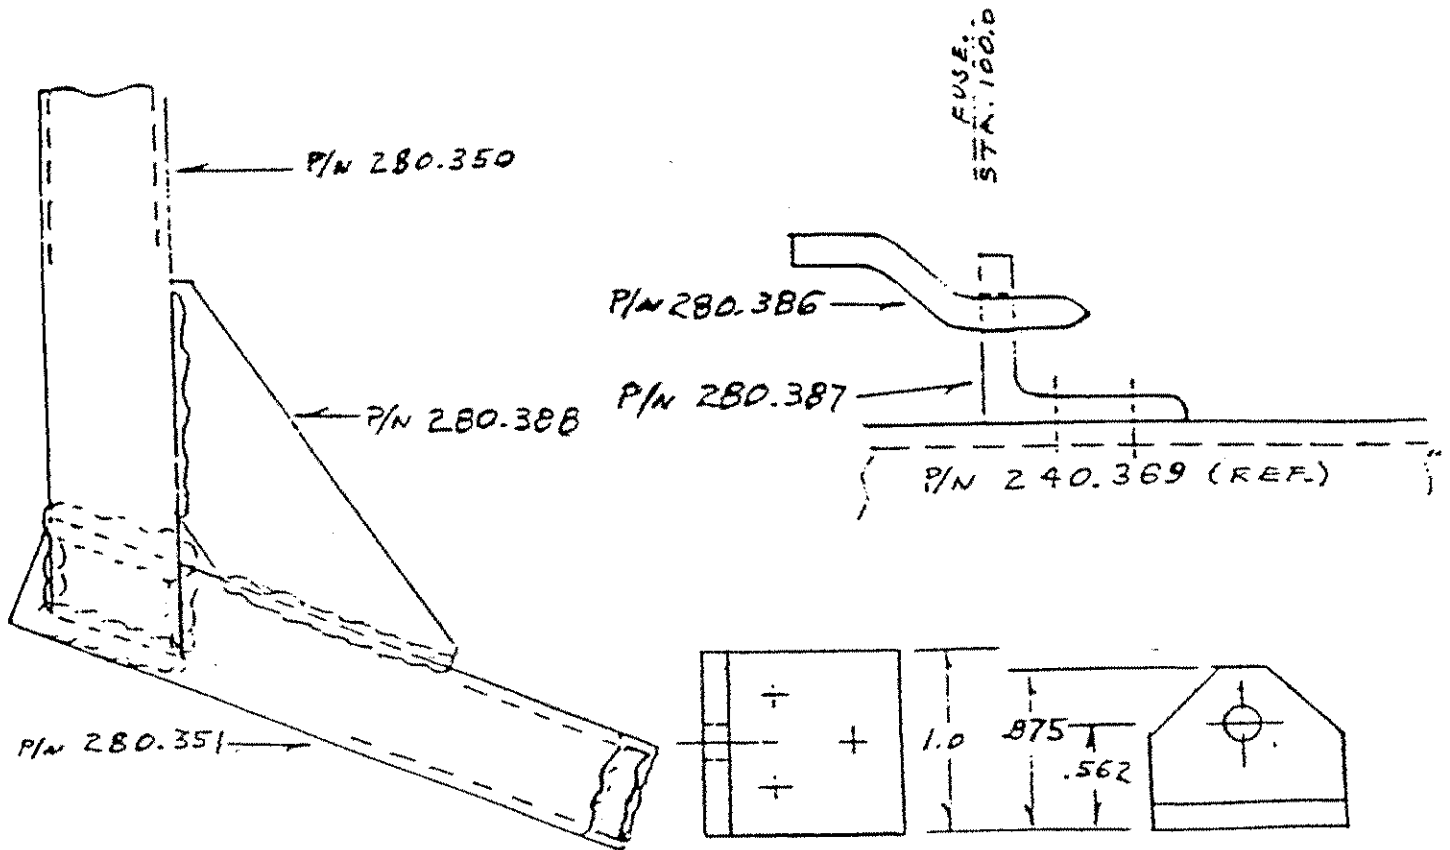 FUSE.
STA. 100.0
P/N 280.350
P/N 280.386
P/N 280.387
P/N 280.388
P/N 240.369 (REF.)
P/N 280.351
1.0
.875
.562